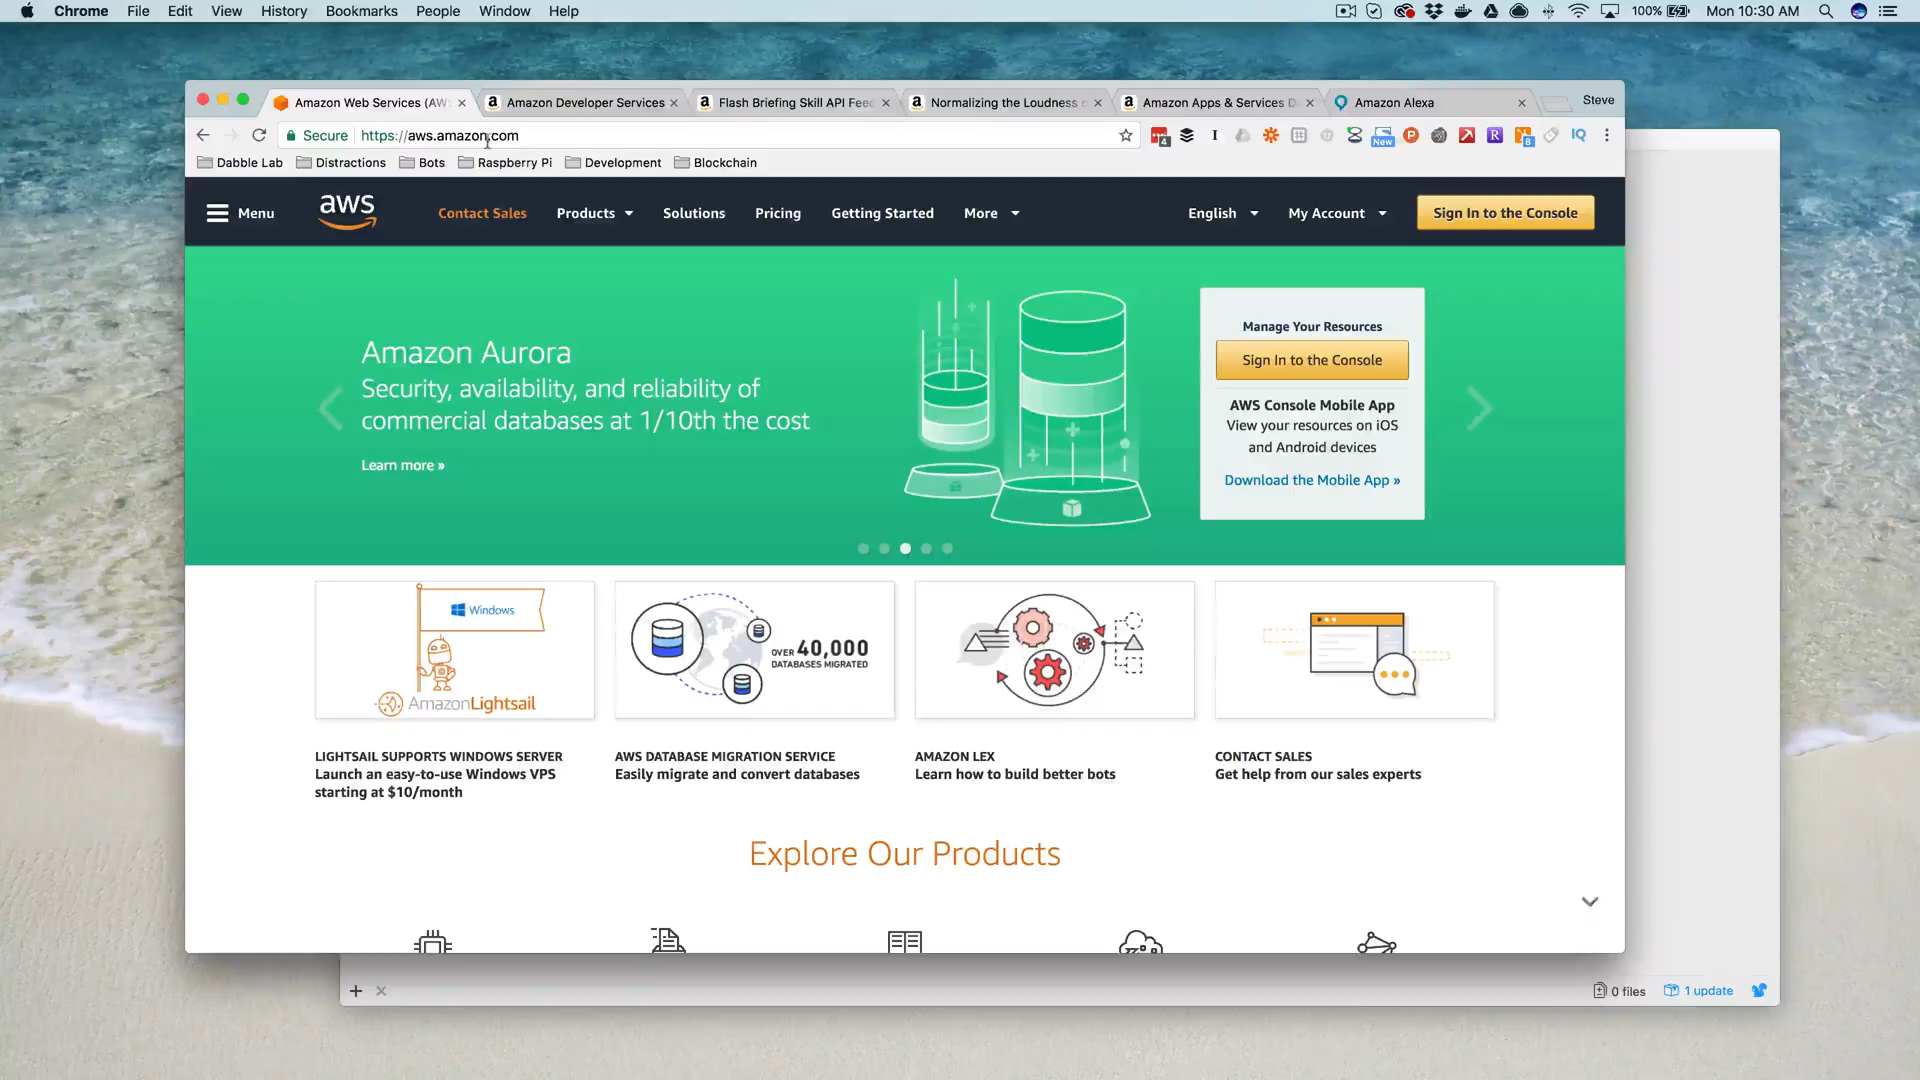 Chrome File Edit View History Bookmarks People Window Help 100% Mon 10:30 AM
Amazon Web Services (AW Amazon Developer Services Flash Briefing Skill API Fee Normalizing the Loudness Amazon Apps & Services D Amazon Alexa Steve
Secure https://aws.amazon.com
4 I New P R 8 IQ
Dabble Lab Distractions Bots Raspberry Pi Development Blockchain
Menu aws Contact Sales Products Solutions Pricing Getting Started More English My Account Sign In to the Console
Amazon Aurora
Security, availability, and reliability of
commercial databases at 1/10th the cost
Learn more »
Manage Your Resources
Sign In to the Console
AWS Console Mobile App
View your resources on iOS
and Android devices
Download the Mobile App »
Windows
AmazonLightsail
OVER 40,000
DATABASES MIGRATED
LIGHTSAIL SUPPORTS WINDOWS SERVER
Launch an easy-to-use Windows VPS
starting at $10/month
AWS DATABASE MIGRATION SERVICE
Easily migrate and convert databases
AMAZON LEX
Learn how to build better bots
CONTACT SALES
Get help from our sales experts
Explore Our Products
0 files 1 update